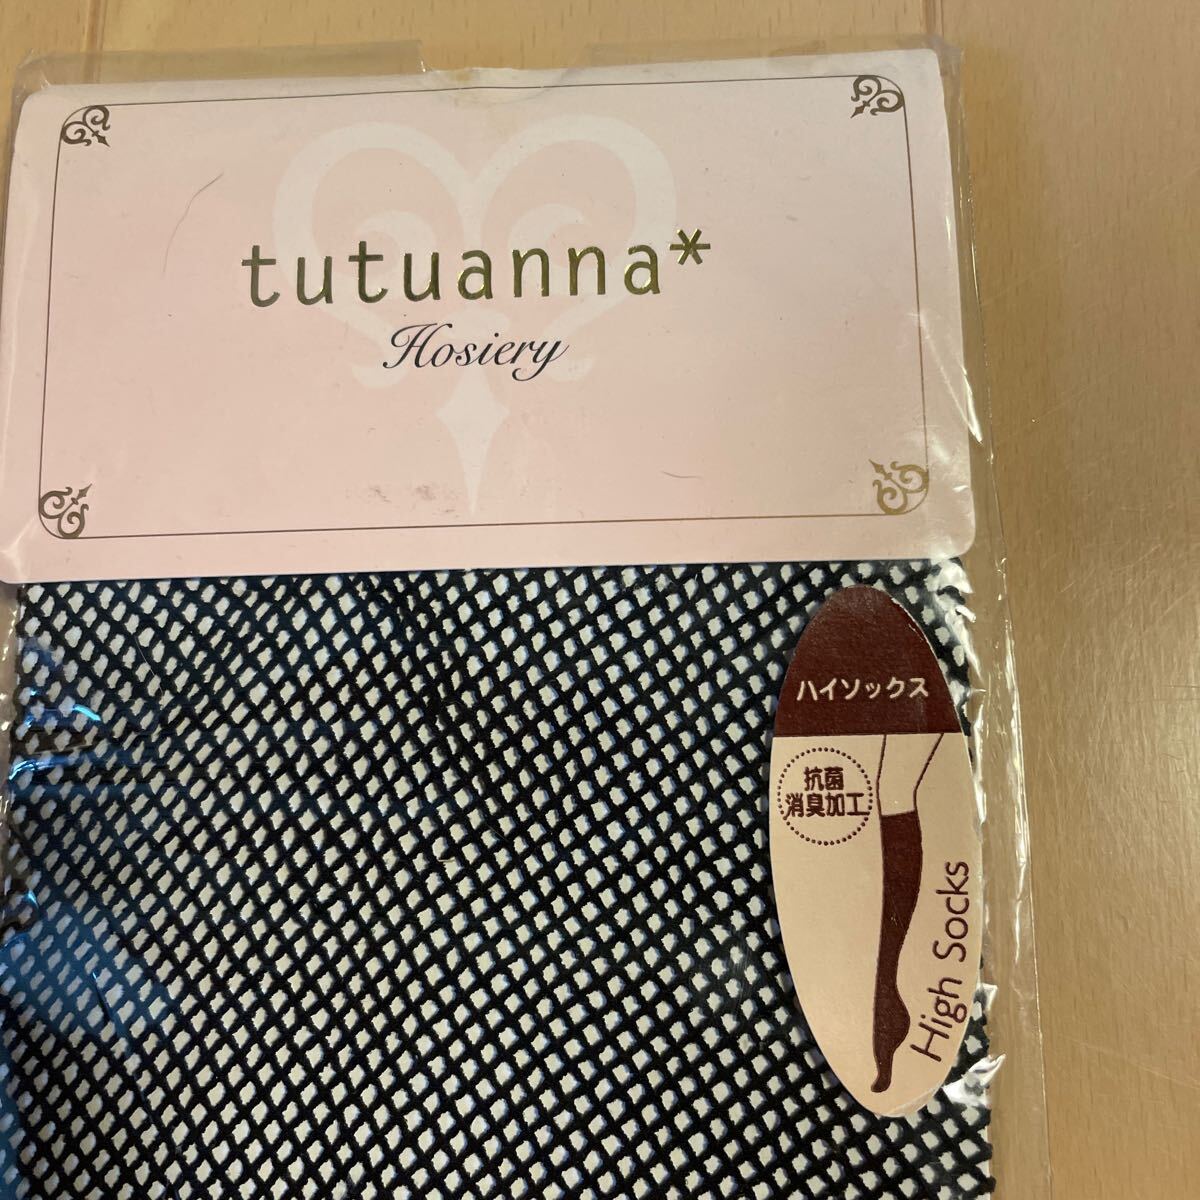 tutuanna*
Hosiery
ハイソックス
抗菌
消臭加工
High Socks